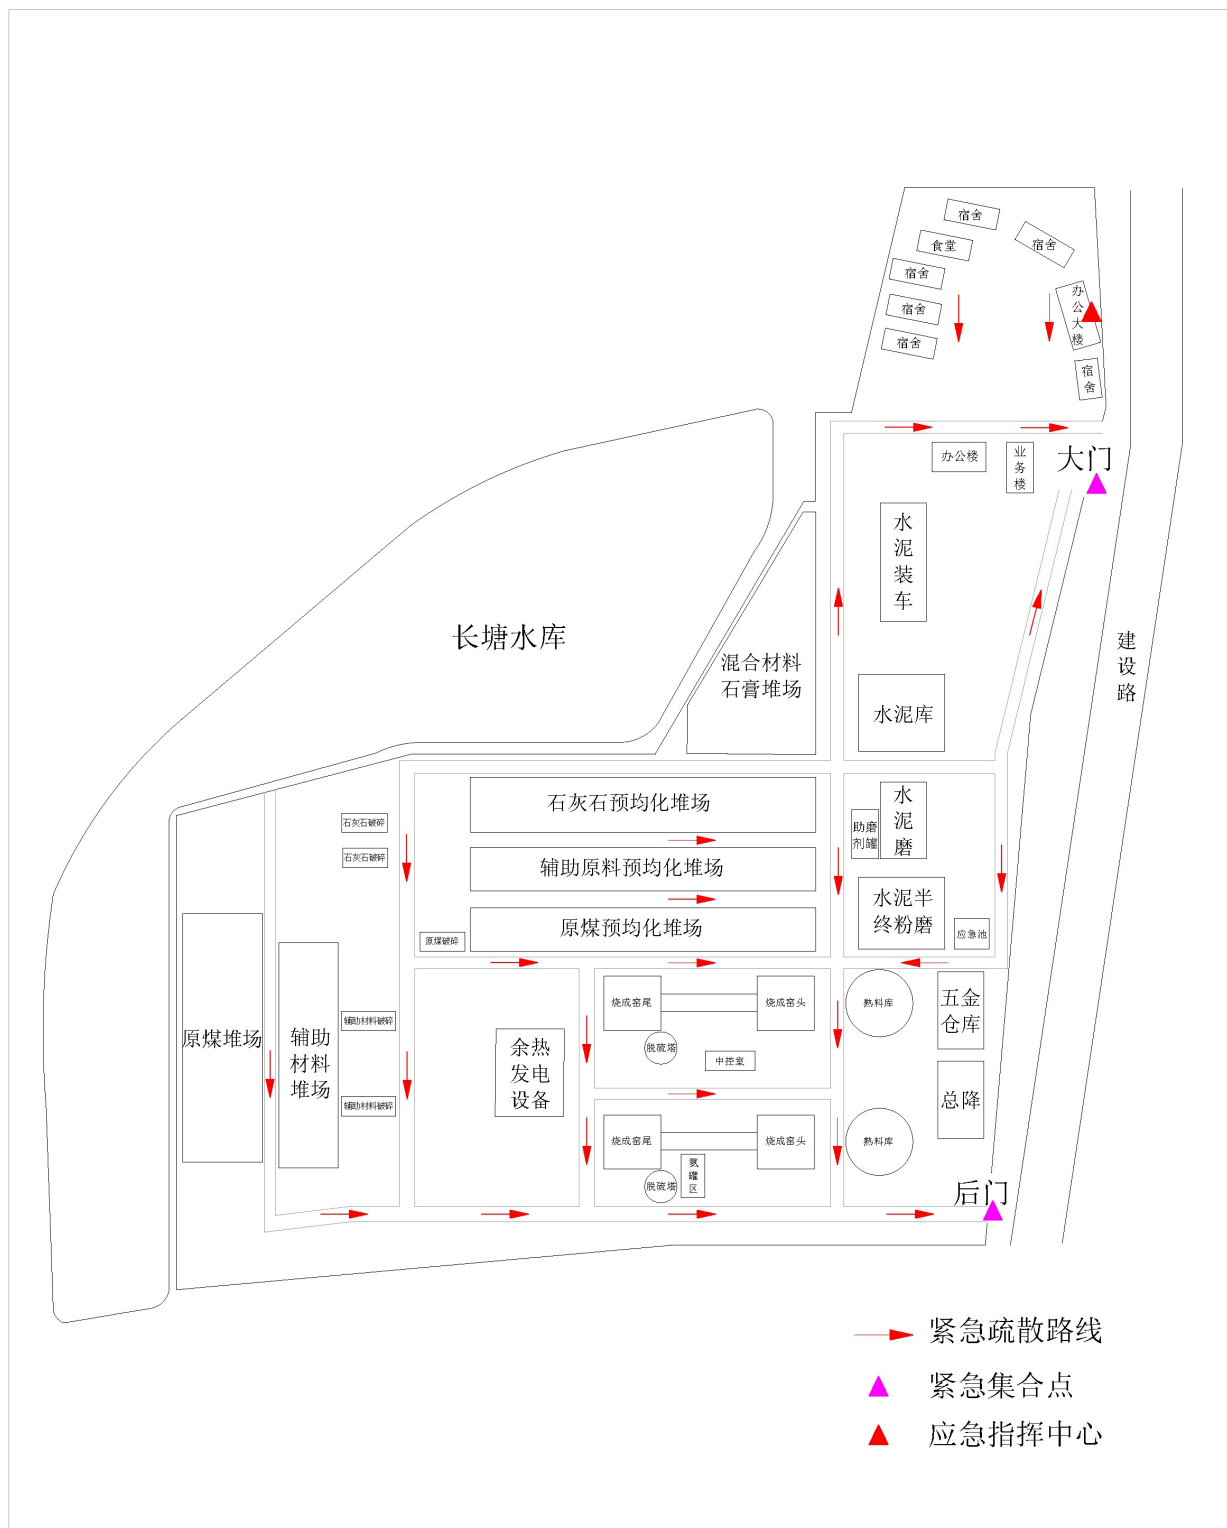 宿舍
食堂
宿舍
宿舍
宿舍
宿舍
办公大楼
宿舍
办公楼
业务楼
大门
水泥装车
长塘水库
建设路
混合材料
石膏堆场
水泥库
石灰石预均化堆场
水泥磨
助磨
剂罐
石灰石破碎
石灰石破碎
辅助原料预均化堆场
水泥半
终粉磨
原煤预均化堆场
原煤破碎
应急池
烧成窑尾
烧成窑头
熟料库
五金
仓库
原煤堆场
辅助
材料
堆场
辅助材料破碎
余热
发电
设备
脱硫塔
中控室
辅助材料破碎
总降
烧成窑尾
烧成窑头
熟料库
氨罐区
脱硫塔
后门
紧急疏散路线
紧急集合点
应急指挥中心